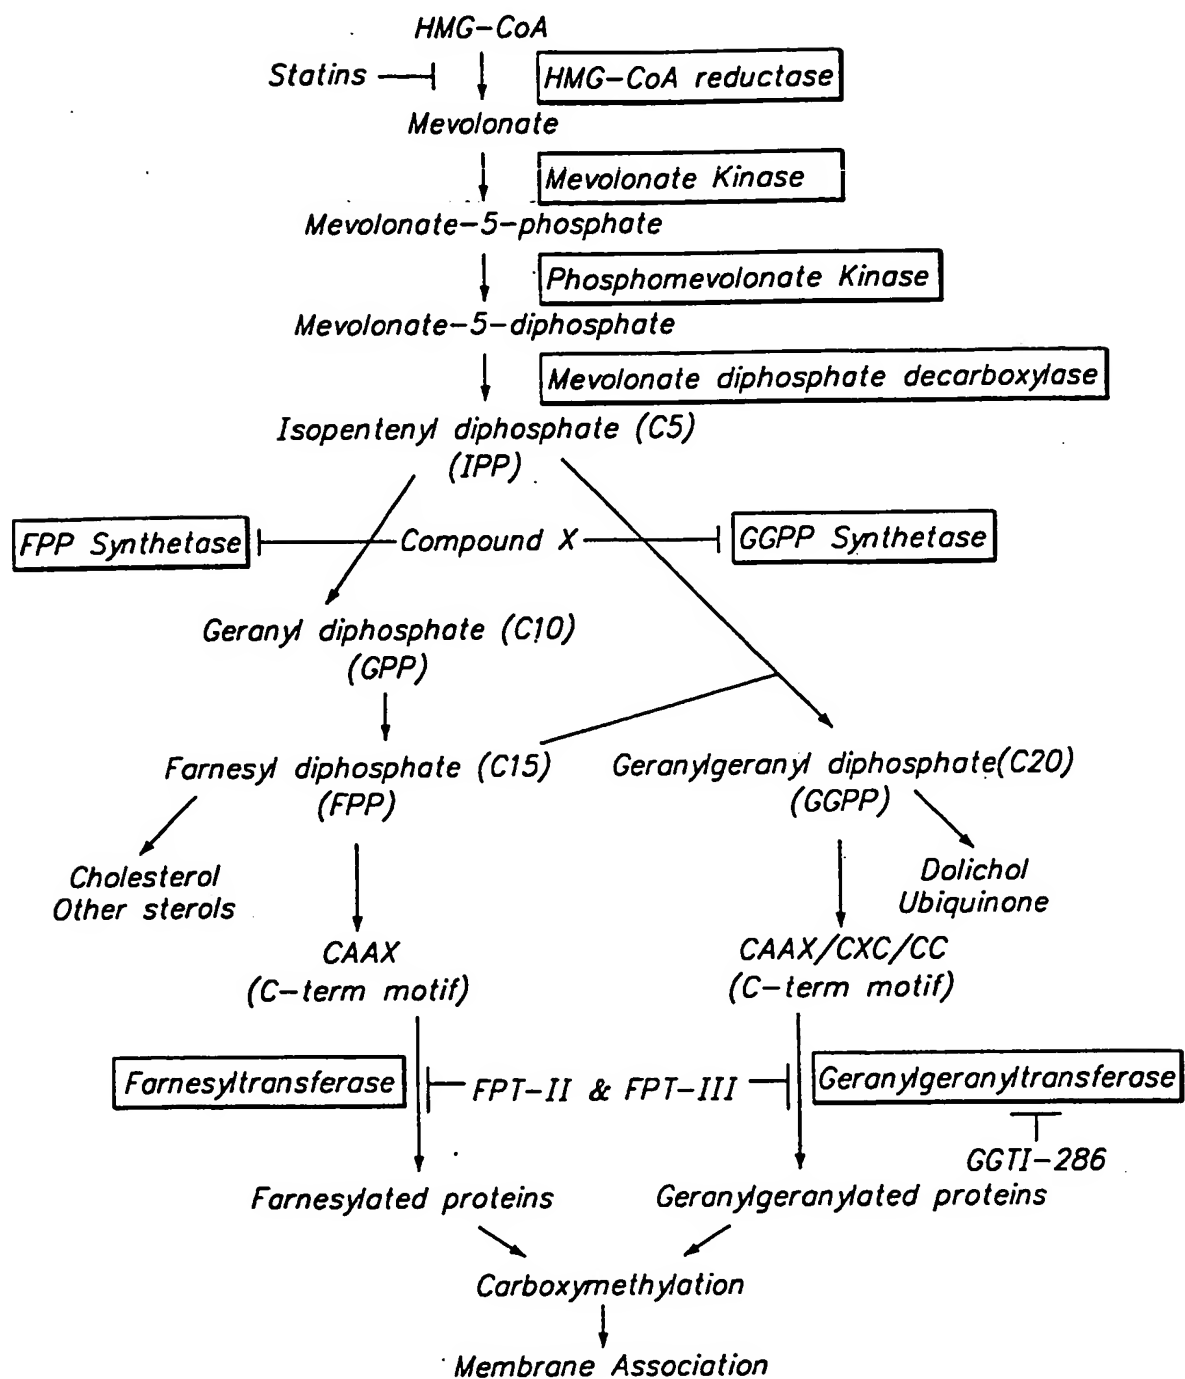 HMG-CoA
Statins
HMG-CoA reductase
Mevolonate
Mevolonate Kinase
Mevolonate-5-phosphate
Phosphomevolonate Kinase
Mevolonate-5-diphosphate
Mevolonate diphosphate decarboxylase
Isopentenyl diphosphate (C5)
(IPP)
FPP Synthetase
Compound X
GGPP Synthetase
Geranyl diphosphate (C10)
(GPP)
Farnesyl diphosphate (C15)
(FPP)
Geranylgeranyl diphosphate(C20)
(GGPP)
Cholesterol
Other sterols
Dolichol
Ubiquinone
CAAX
(C-term motif)
CAAX/CXC/CC
(C-term motif)
Farnesyltransferase
FPT-II & FPT-III
Geranylgeranyltransferase
GGTI-286
Farnesylated proteins
Geranylgeranylated proteins
Carboxymethylation
Membrane Association